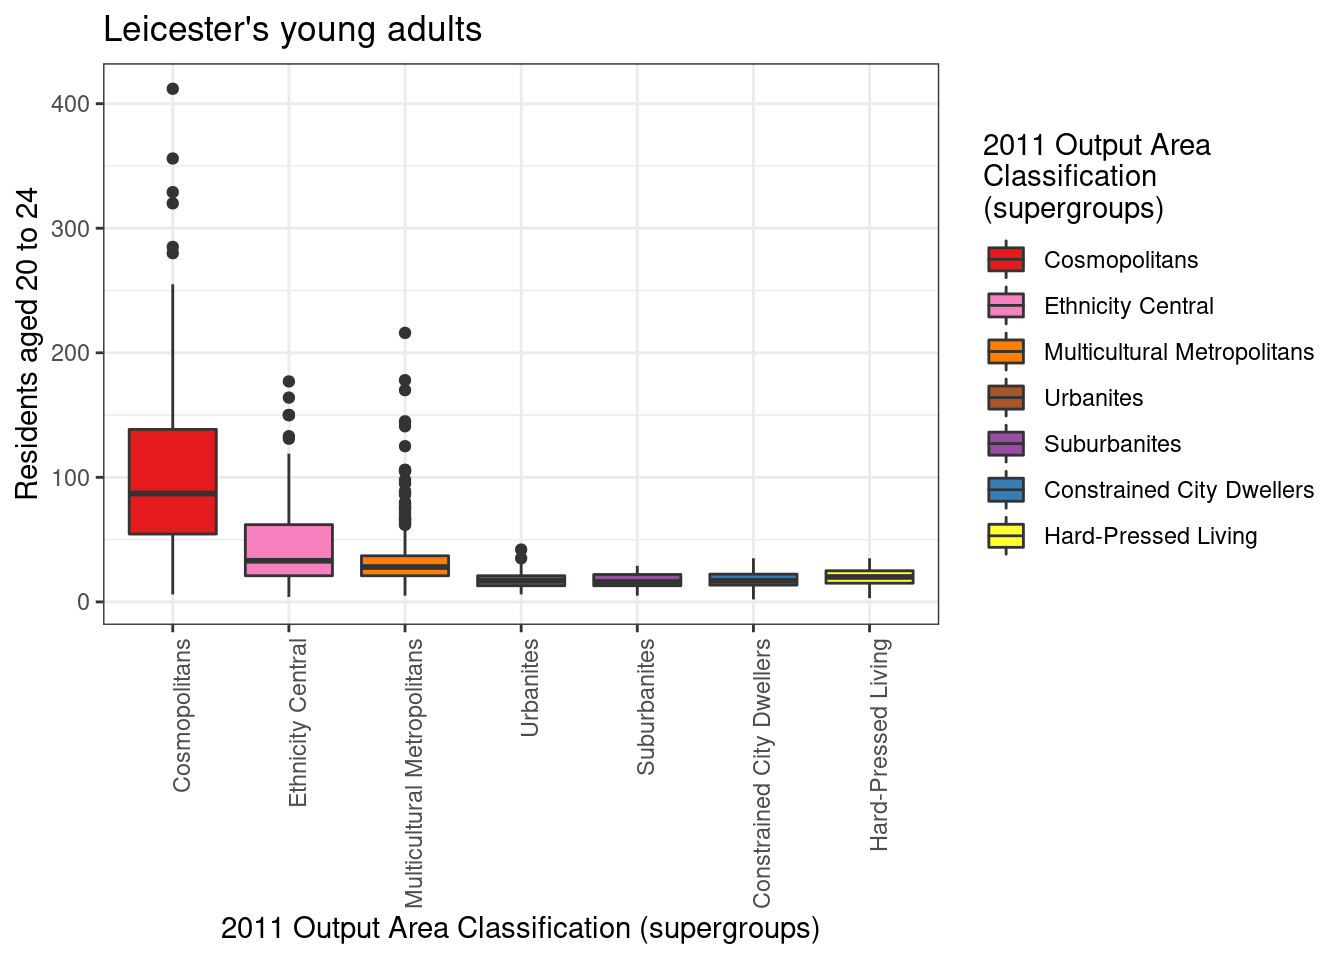 Leicester's young adults
Residents aged 20 to 24
400
300
200
100
0
Cosmopolitans
Ethnicity Central
Multicultural Metropolitans
Urbanites
Suburbanites
Constrained City Dwellers
Hard-Pressed Living
2011 Output Area Classification (supergroups)
2011 Output Area
Classification
(supergroups)
Cosmopolitans
Ethnicity Central
Multicultural Metropolitans
Urbanites
Suburbanites
Constrained City Dwellers
Hard-Pressed Living